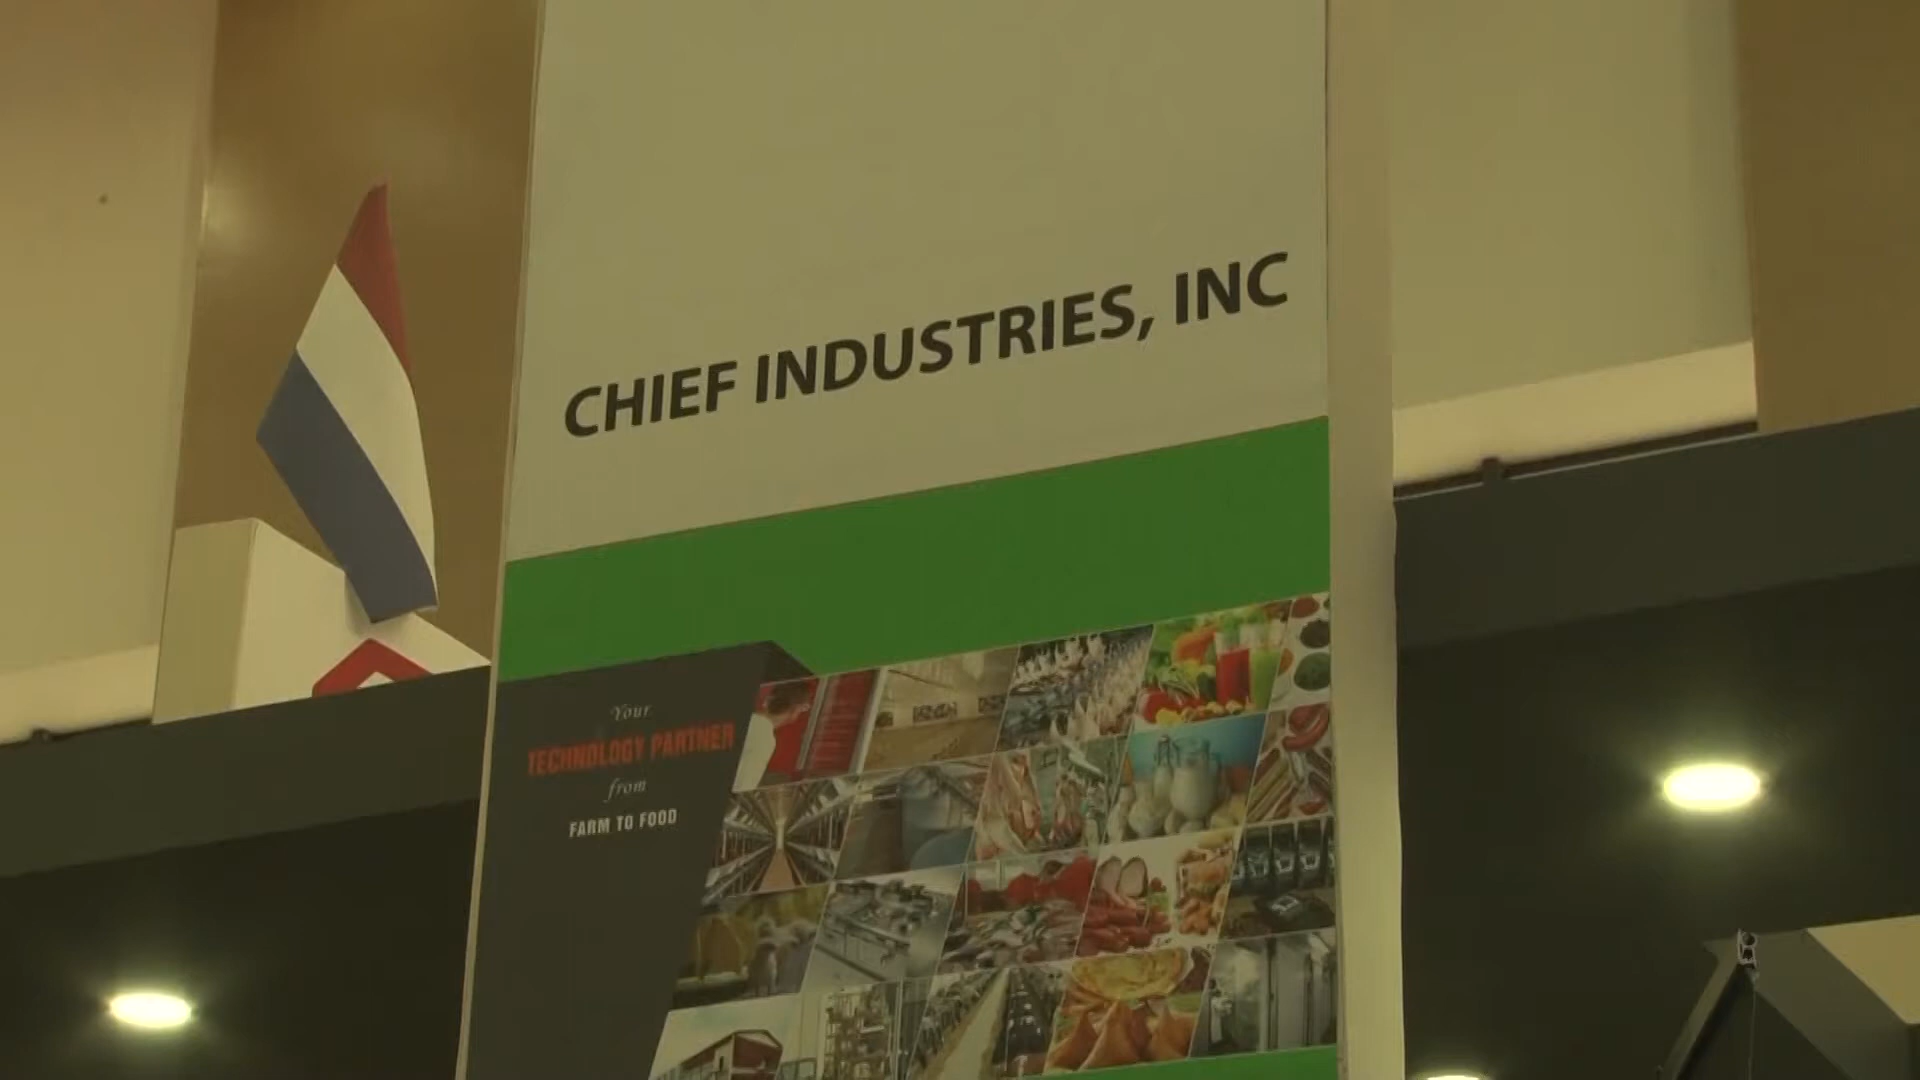 CHIEF INDUSTRIES, INC
Your
TECHNOLOGY PARTNER
from
FARM TO FOOD